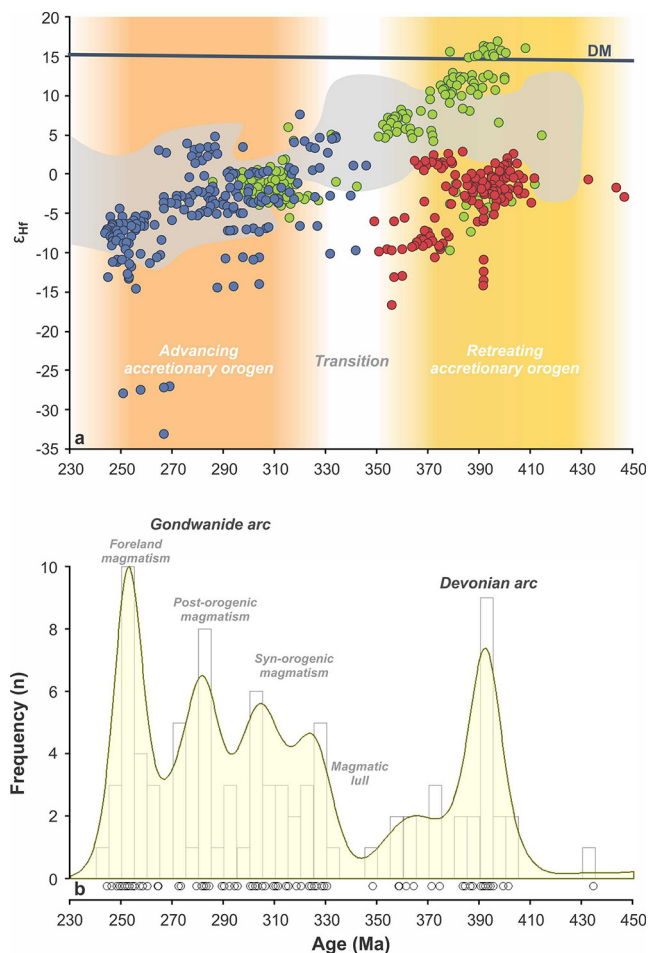 20
15
DM
10
5
0
εHf
-5
-10
-15
-20
Advancing
accretionary orogen
Transition
Retreating
accretionary orogen
-25
-30
-35
a
230 250 270 290 310 330 350 370 390 410 430 450
Gondwanide arc
Foreland
magmatism
Devonian arc
Post-orogenic
magmatism
Syn-orogenic
magmatism
Magmatic
lull
10
8
6
4
2
0
Frequency (n)
b
230 250 270 290 310 330 350 370 390 410 430 450
Age (Ma)